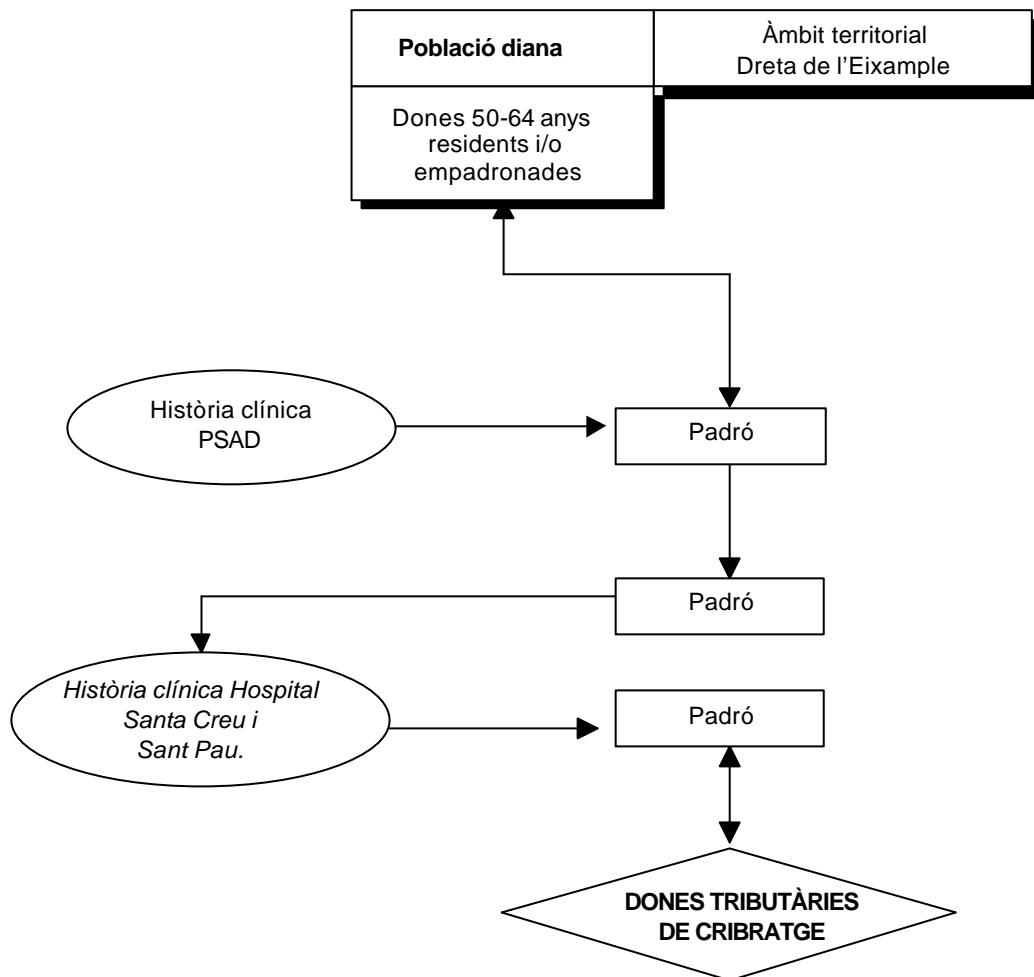 Població diana
Àmbit territorial
Dreta de l'Eixample
Dones 50-64 anys
residents i/o
empadronades
Història clínica
PSAD
Padró
Padró
Història clínica Hospital
Santa Creu i
Sant Pau.
Padró
DONES TRIBUTÀRIES
DE CRIBRATGE